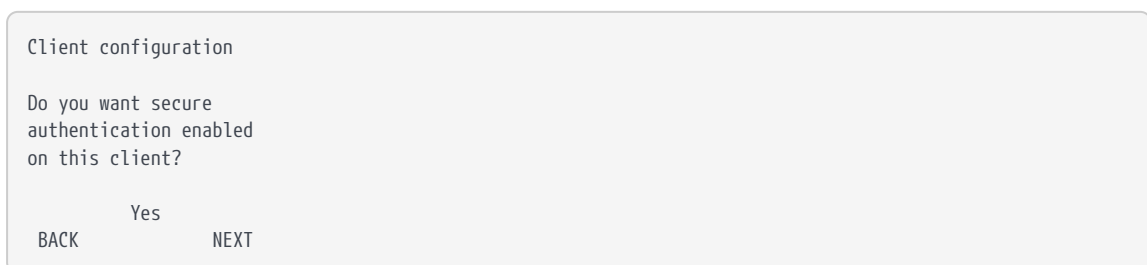 Client configuration
Do you want secure
authentication enabled
on this client?
Yes
BACK NEXT